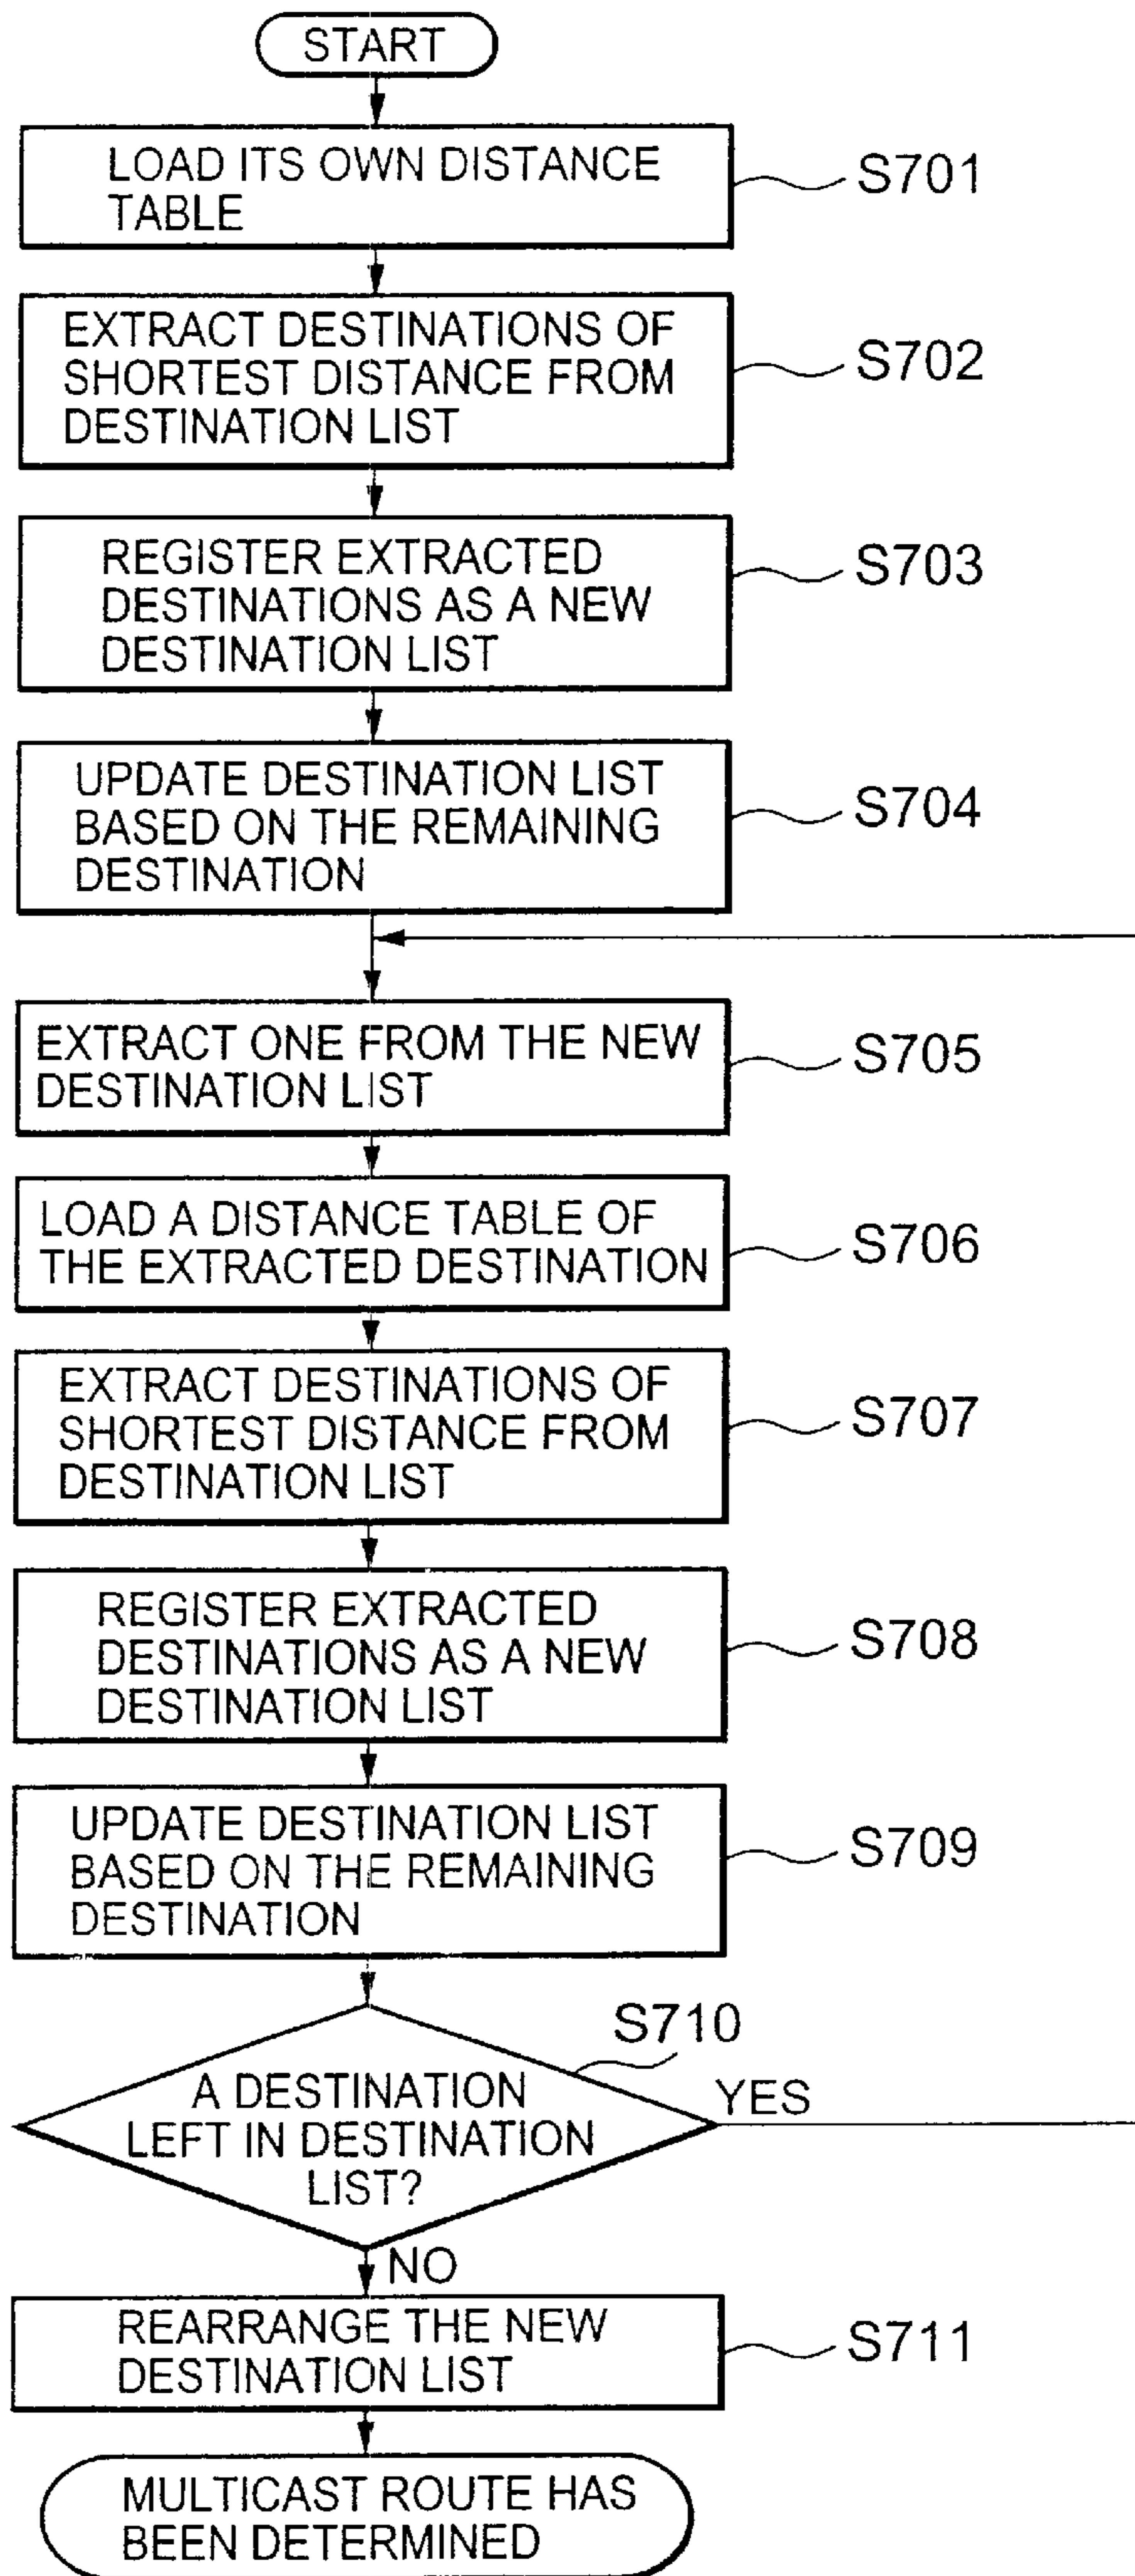 START
LOAD ITS OWN DISTANCE
TABLE
S701
EXTRACT DESTINATIONS OF
SHORTEST DISTANCE FROM
DESTINATION LIST
S702
REGISTER EXTRACTED
DESTINATIONS AS A NEW
DESTINATION LIST
S703
UPDATE DESTINATION LIST
BASED ON THE REMAINING
DESTINATION
S704
EXTRACT ONE FROM THE NEW
DESTINATION LIST
S705
LOAD A DISTANCE TABLE OF
THE EXTRACTED DESTINATION
S706
EXTRACT DESTINATIONS OF
SHORTEST DISTANCE FROM
DESTINATION LIST
S707
REGISTER EXTRACTED
DESTINATIONS AS A NEW
DESTINATION LIST
S708
UPDATE DESTINATION LIST
BASED ON THE REMAINING
DESTINATION
S709
S710
A DESTINATION
LEFT IN DESTINATION
LIST?
YES
NO
REARRANGE THE NEW
DESTINATION LIST
S711
MULTICAST ROUTE HAS
BEEN DETERMINED